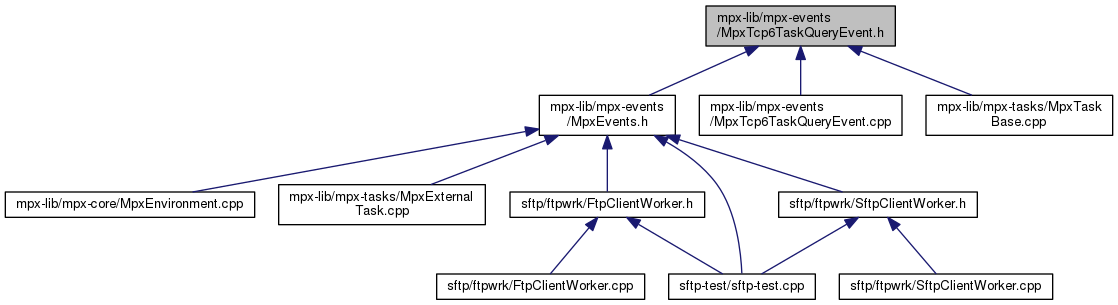 mpx-lib/mpx-events
/MpxTcp6TaskQueryEvent.h
mpx-lib/mpx-events
/MpxEvents.h
mpx-lib/mpx-events
/MpxTcp6TaskQueryEvent.cpp
mpx-lib/mpx-tasks/MpxTask
Base.cpp
mpx-lib/mpx-core/MpxEnvironment.cpp
mpx-lib/mpx-tasks/MpxExternal
Task.cpp
sftp/ftpwrk/FtpClientWorker.h
sftp/ftpwrk/SftpClientWorker.h
sftp/ftpwrk/FtpClientWorker.cpp
sftp-test/sftp-test.cpp
sftp/ftpwrk/SftpClientWorker.cpp